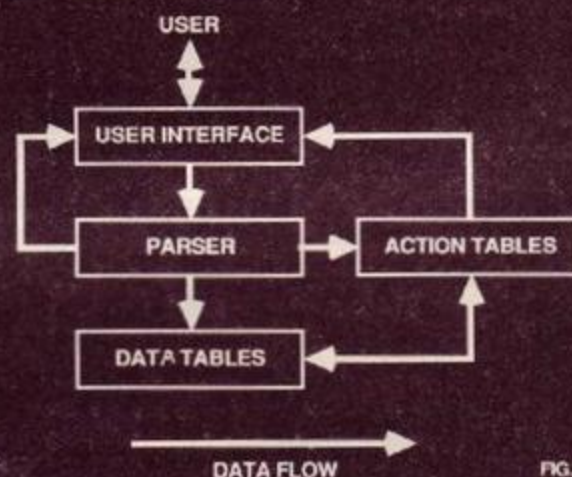 USER
USER INTERFACE
PARSER
ACTION TABLES
DATA TABLES
DATA FLOW
FIG.